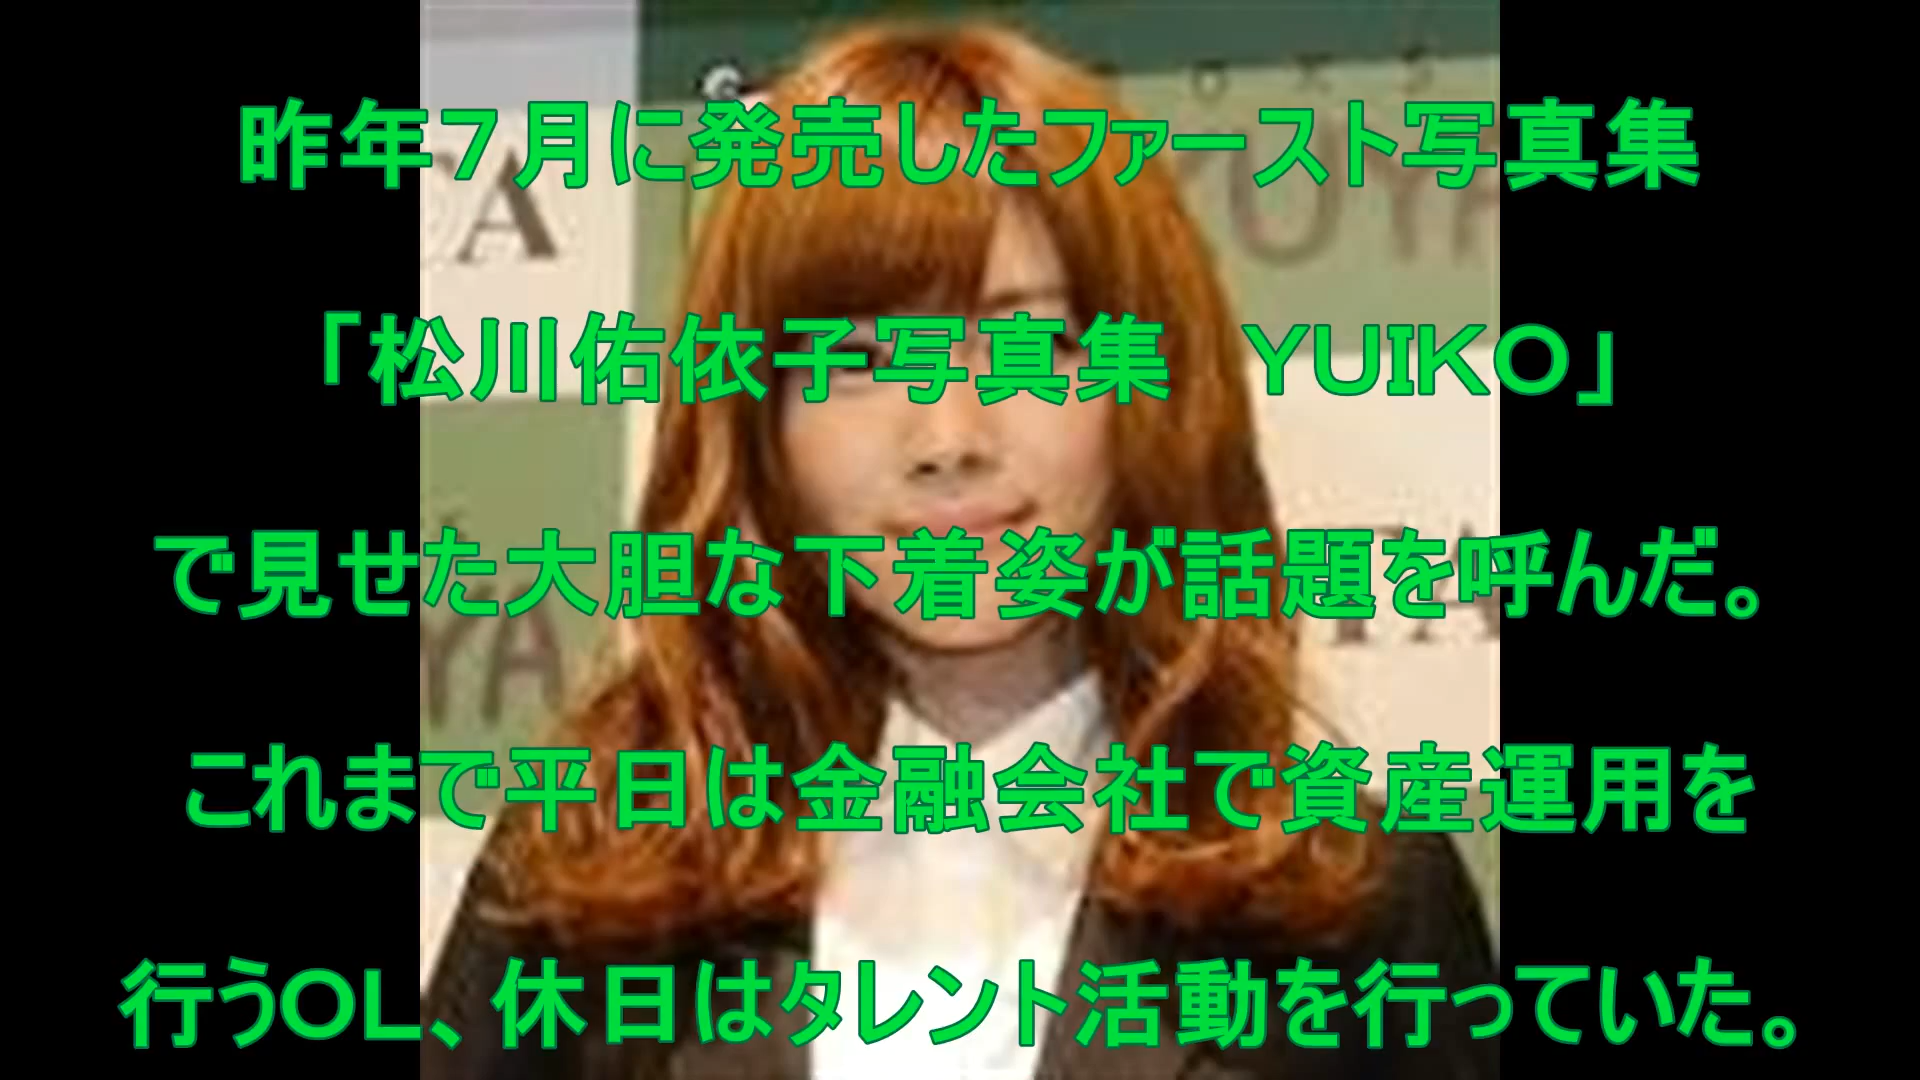 昨年７月に発売したファースト写真集
「松川佑依子写真集　ＹＵＩＫＯ」
で見せた大胆な下着姿が話題を呼んだ。
これまで平日は金融会社で資産運用を
行うＯＬ、休日はタレント活動を行っていた。